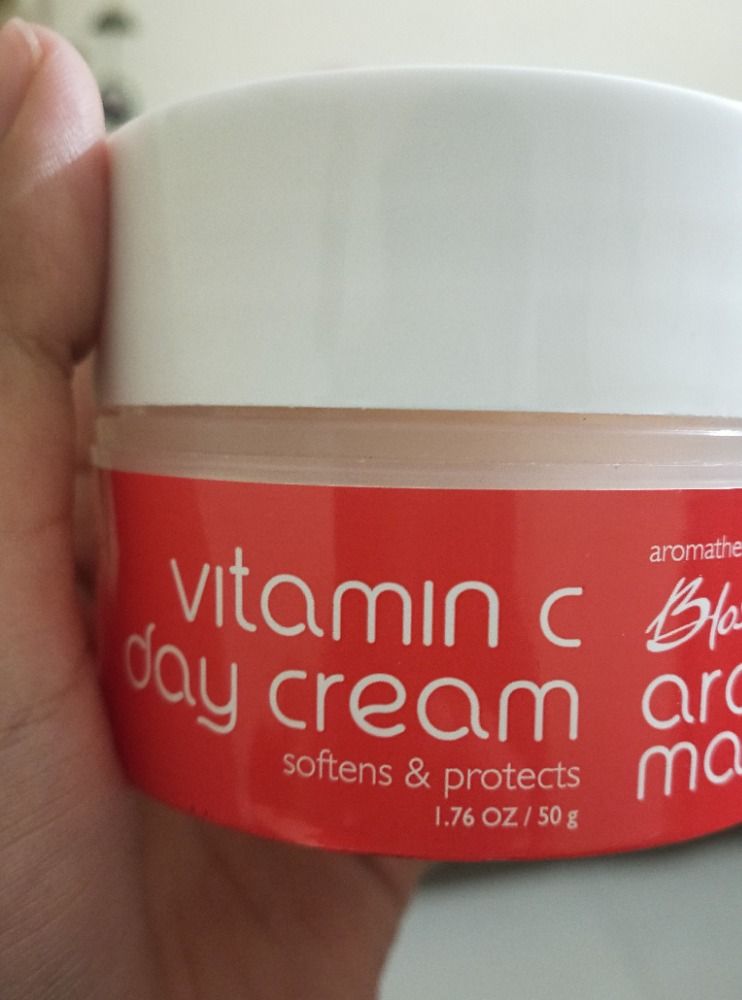 vitamin c
day cream
softens & protects
1.76 OZ / 50 g